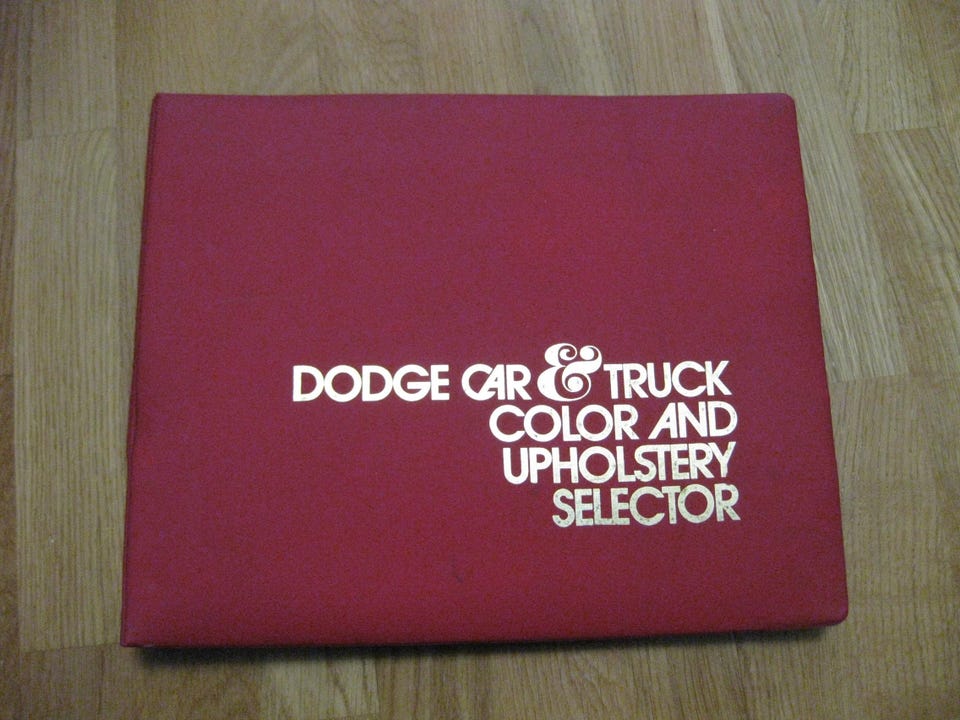 DODGE CAR & TRUCK
COLOR AND
UPHOLSTERY
SELECTOR